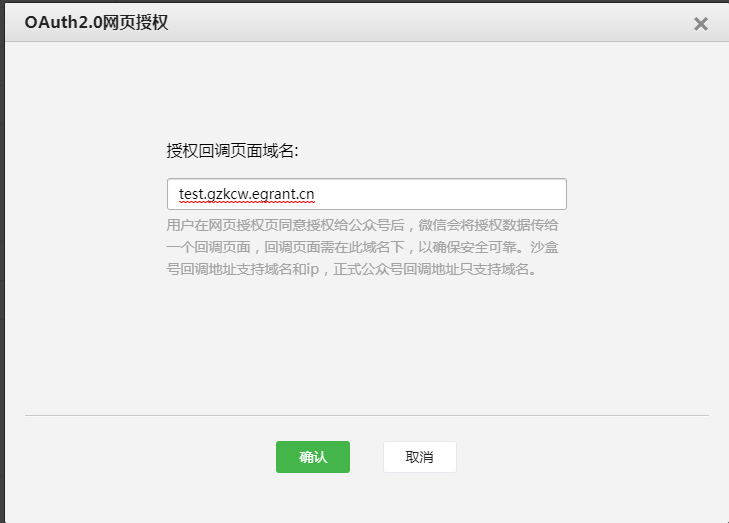 OAuth2.0网页授权
授权回调页面域名:
test.gzkcw.egrant.cn
用户在网页授权页同意授权给公众号后，微信会将授权数据传给
一个回调页面，回调页面需在此域名下，以确保安全可靠。沙盒
号回调地址支持域名和ip，正式公众号回调地址只支持域名。
确认
取消